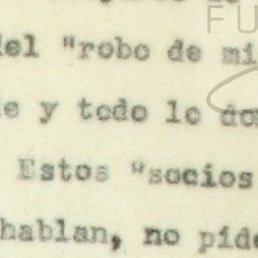 del "robo de mi
e y todo lo do
Estos "socios
hablan, no pide